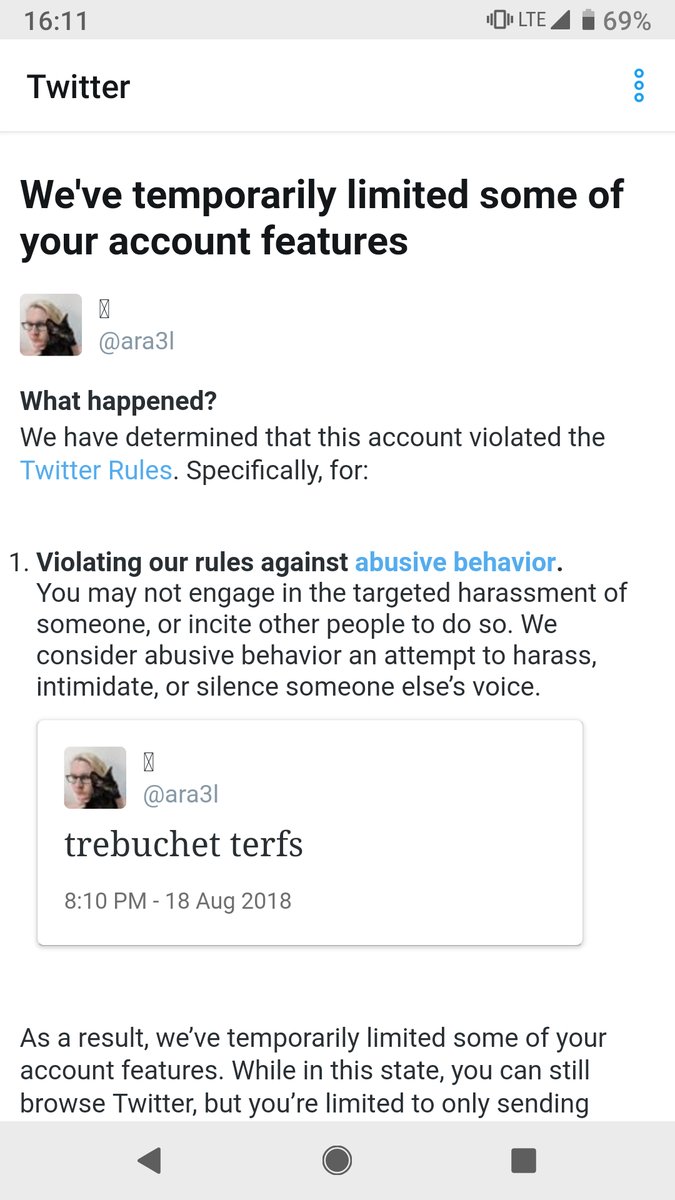 16:11 LTE 69%
Twitter
We've temporarily limited some of
your account features
@ara3l
What happened?
We have determined that this account violated the
Twitter Rules. Specifically, for:
1. Violating our rules against abusive behavior.
You may not engage in the targeted harassment of
someone, or incite other people to do so. We
consider abusive behavior an attempt to harass,
intimidate, or silence someone else’s voice.
@ara3l
trebuchet terfs
8:10 PM - 18 Aug 2018
As a result, we’ve temporarily limited some of your
account features. While in this state, you can still
browse Twitter, but you’re limited to only sending